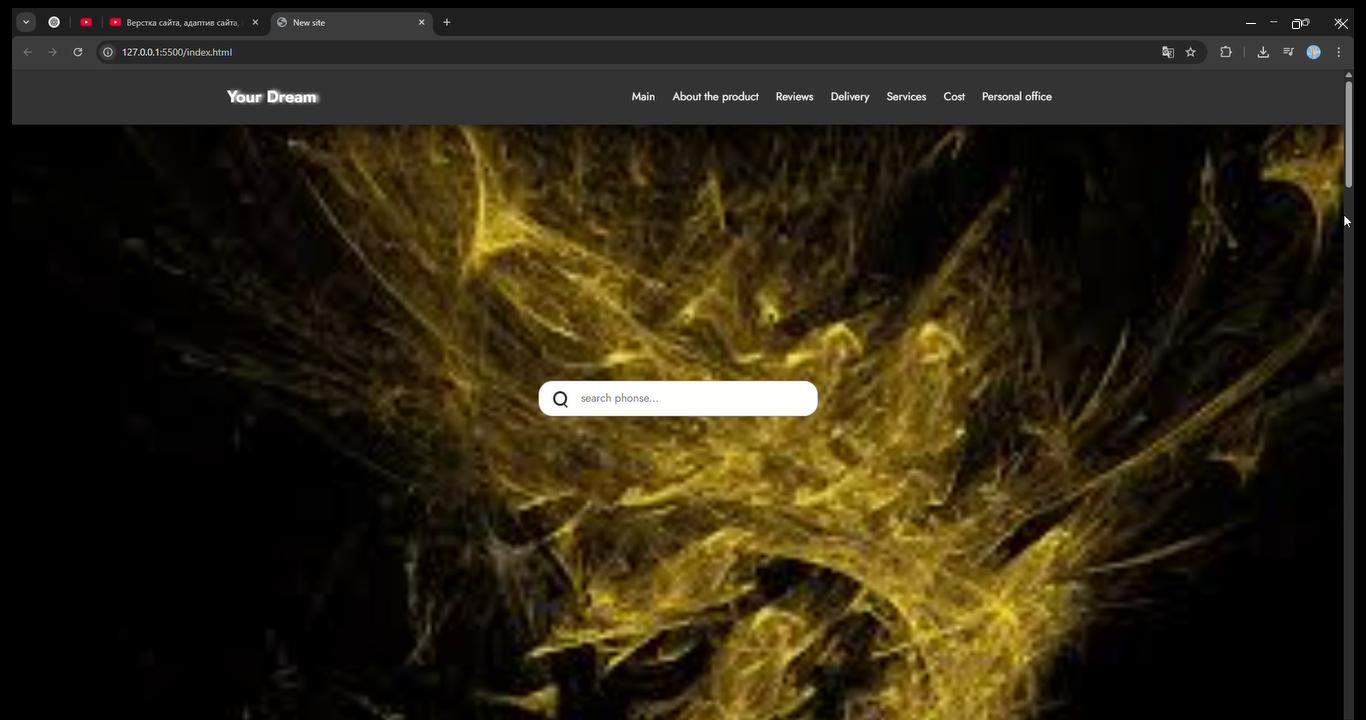 Верстка сайта, адаптив сайта,
New site
127.0.0.1:5500/index.html
Your Dream
Main
About the product
Reviews
Delivery
Services
Cost
Personal office
search phonse...